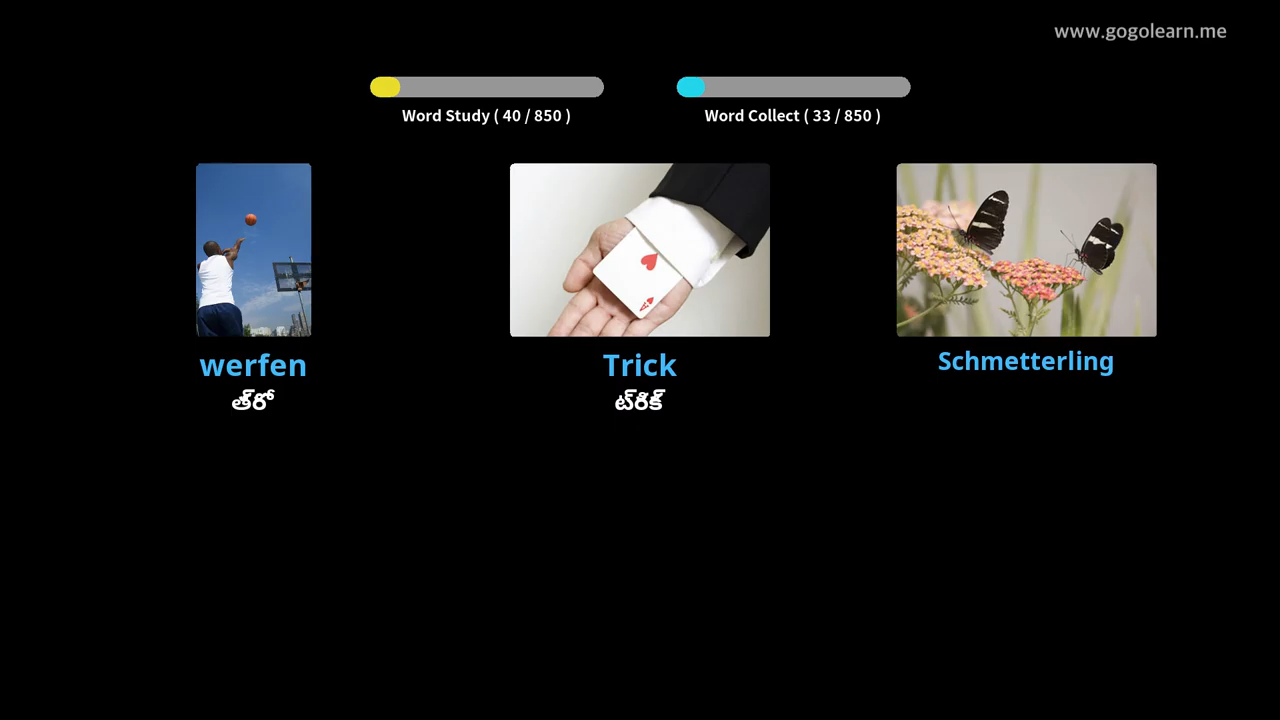 www.gogolearn.me
Word Study ( 40 / 850 )
Word Collect ( 33 / 850 )
werfen
Trick
Schmetterling
త్‌రో
ట్‌రిక్